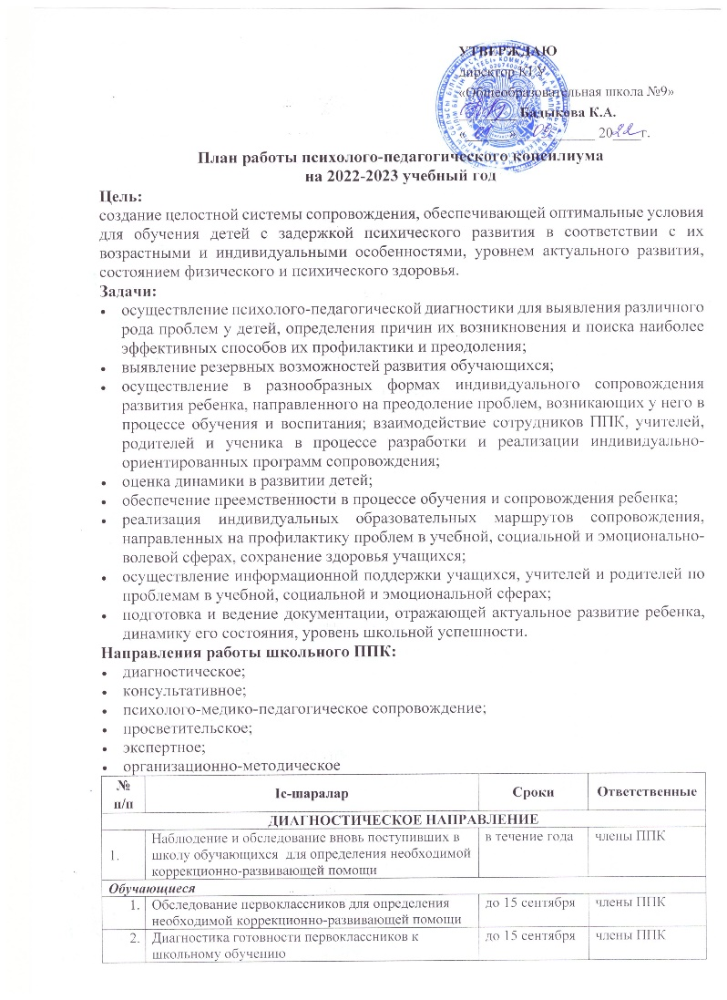 УТВЕРЖДАЮ
директор КГУ
«Общеобразовательная школа №9»
Бадыкова К.А.
2022 г.
План работы психолого-педагогического консилиума
на 2022-2023 учебный год
Цель:
создание целостной системы сопровождения, обеспечивающей оптимальные условия
для обучения детей с задержкой психического развития в соответствии с их
возрастными и индивидуальными особенностями, уровнем актуального развития,
состоянием физического и психического здоровья.
Задачи:
• осуществление психолого-педагогической диагностики для выявления различного
рода проблем у детей, определения причин их возникновения и поиска наиболее
эффективных способов их профилактики и преодоления;
• выявление резервных возможностей развития обучающихся;
• осуществление в разнообразных формах индивидуального сопровождения
развития ребенка, направленного на преодоление проблем, возникающих у него в
процессе обучения и воспитания; взаимодействие сотрудников ППК, учителей,
родителей и ученика в процессе разработки и реализации индивидуально-
ориентированных программ сопровождения;
• оценка динамики в развитии детей;
• обеспечение преемственности в процессе обучения и сопровождения ребенка;
• реализация индивидуальных образовательных маршрутов сопровождения,
направленных на профилактику проблем в учебной, социальной и эмоционально-
волевой сферах, сохранение здоровья учащихся;
• осуществление информационной поддержки учащихся, учителей и родителей по
проблемам в учебной, социальной и эмоциональной сферах;
• подготовка и ведение документации, отражающей актуальное развитие ребенка,
динамику его состояния, уровень школьной успешности.
Направления работы школьного ППК:
• диагностическое;
• консультативное;
• психолого-медико-педагогическое сопровождение;
• просветительское;
• экспертное;
• организационно-методическое
№ п/п Іс-шаралар Сроки Ответственные
ДИАГНОСТИЧЕСКОЕ НАПРАВЛЕНИЕ
1. Наблюдение и обследование вновь поступивших в в течение года члены ППК
школу обучающихся для определения необходимой
коррекционно-развивающей помощи
Обучающиеся
1. Обследование первоклассников для определения до 15 сентября члены ППК
необходимой коррекционно-развивающей помощи
2. Диагностика готовности первоклассников к до 15 сентября члены ППК
школьному обучению